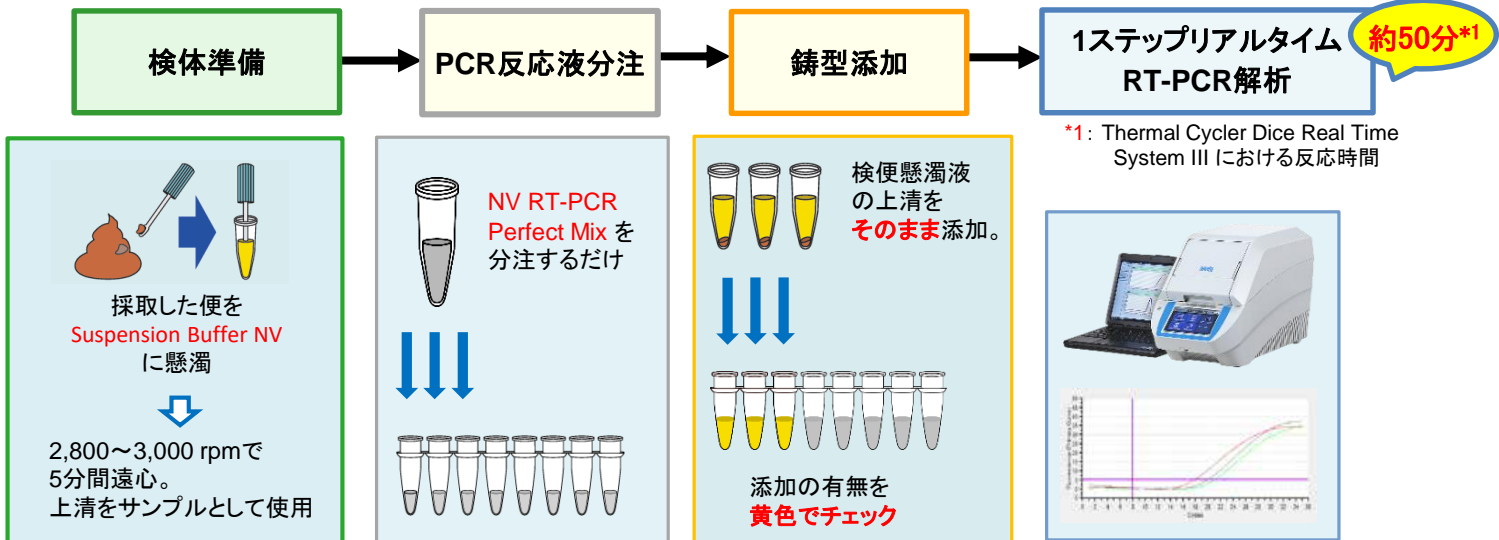 検体準備
PCR反応液分注
鋳型添加
1ステップリアルタイム
RT-PCR解析
約50分*1
*1: Thermal Cycler Dice Real Time
System III における反応時間
採取した便を
Suspension Buffer NV
に懸濁
2,800～3,000 rpmで
5分間遠心。
上清をサンプルとして使用
NV RT-PCR
Perfect Mix を
分注するだけ
検便懸濁液
の上清を
そのまま添加。
添加の有無を
黄色でチェック